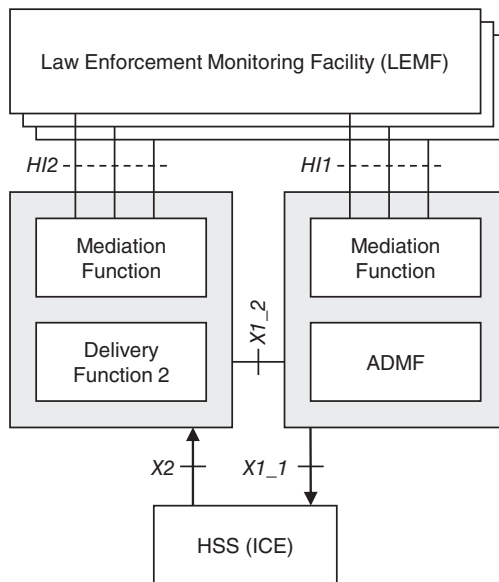 Law Enforcement Monitoring Facility (LEMF)
HI2
HI1
Mediation
Function
Mediation
Function
X1_2
Delivery
Function 2
ADMF
X2
X1_1
HSS (ICE)